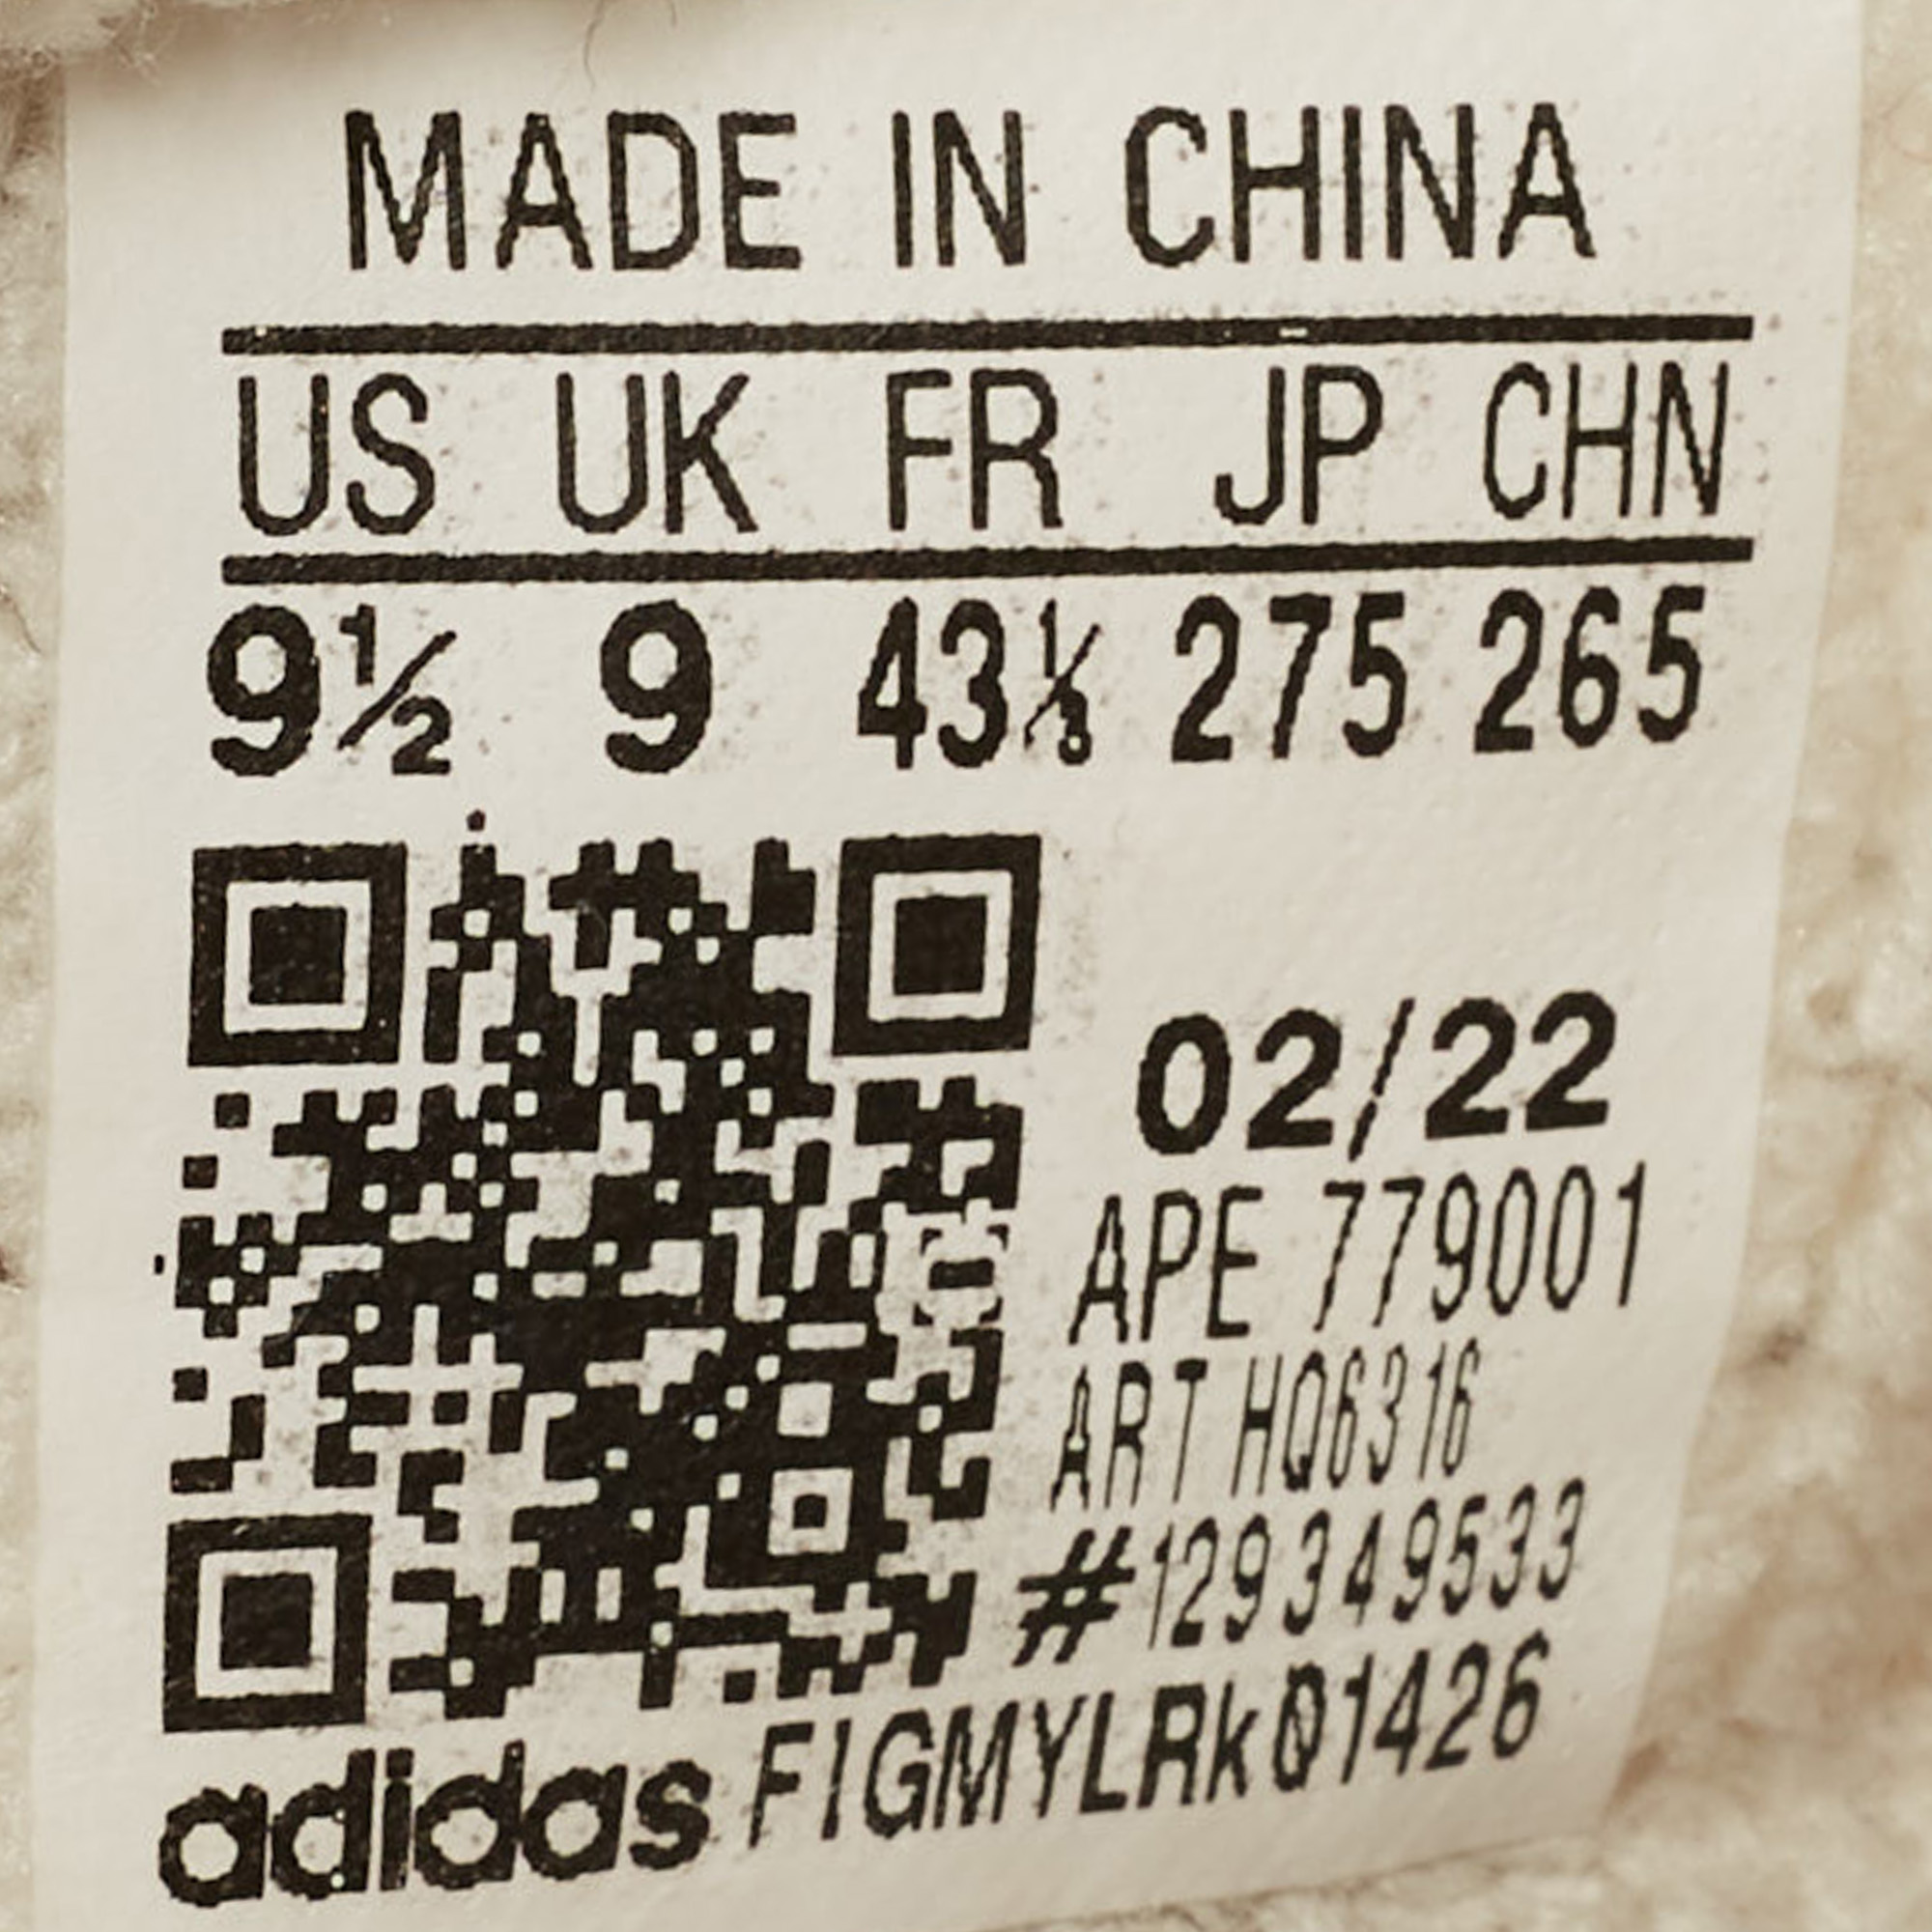 MADE IN CHINA
US UK FR JP CHN
9½ 9 43⅓ 275 265
02/22
APE 779001
ART HQ6316
#129349533
adidas FIGMYLRk01426